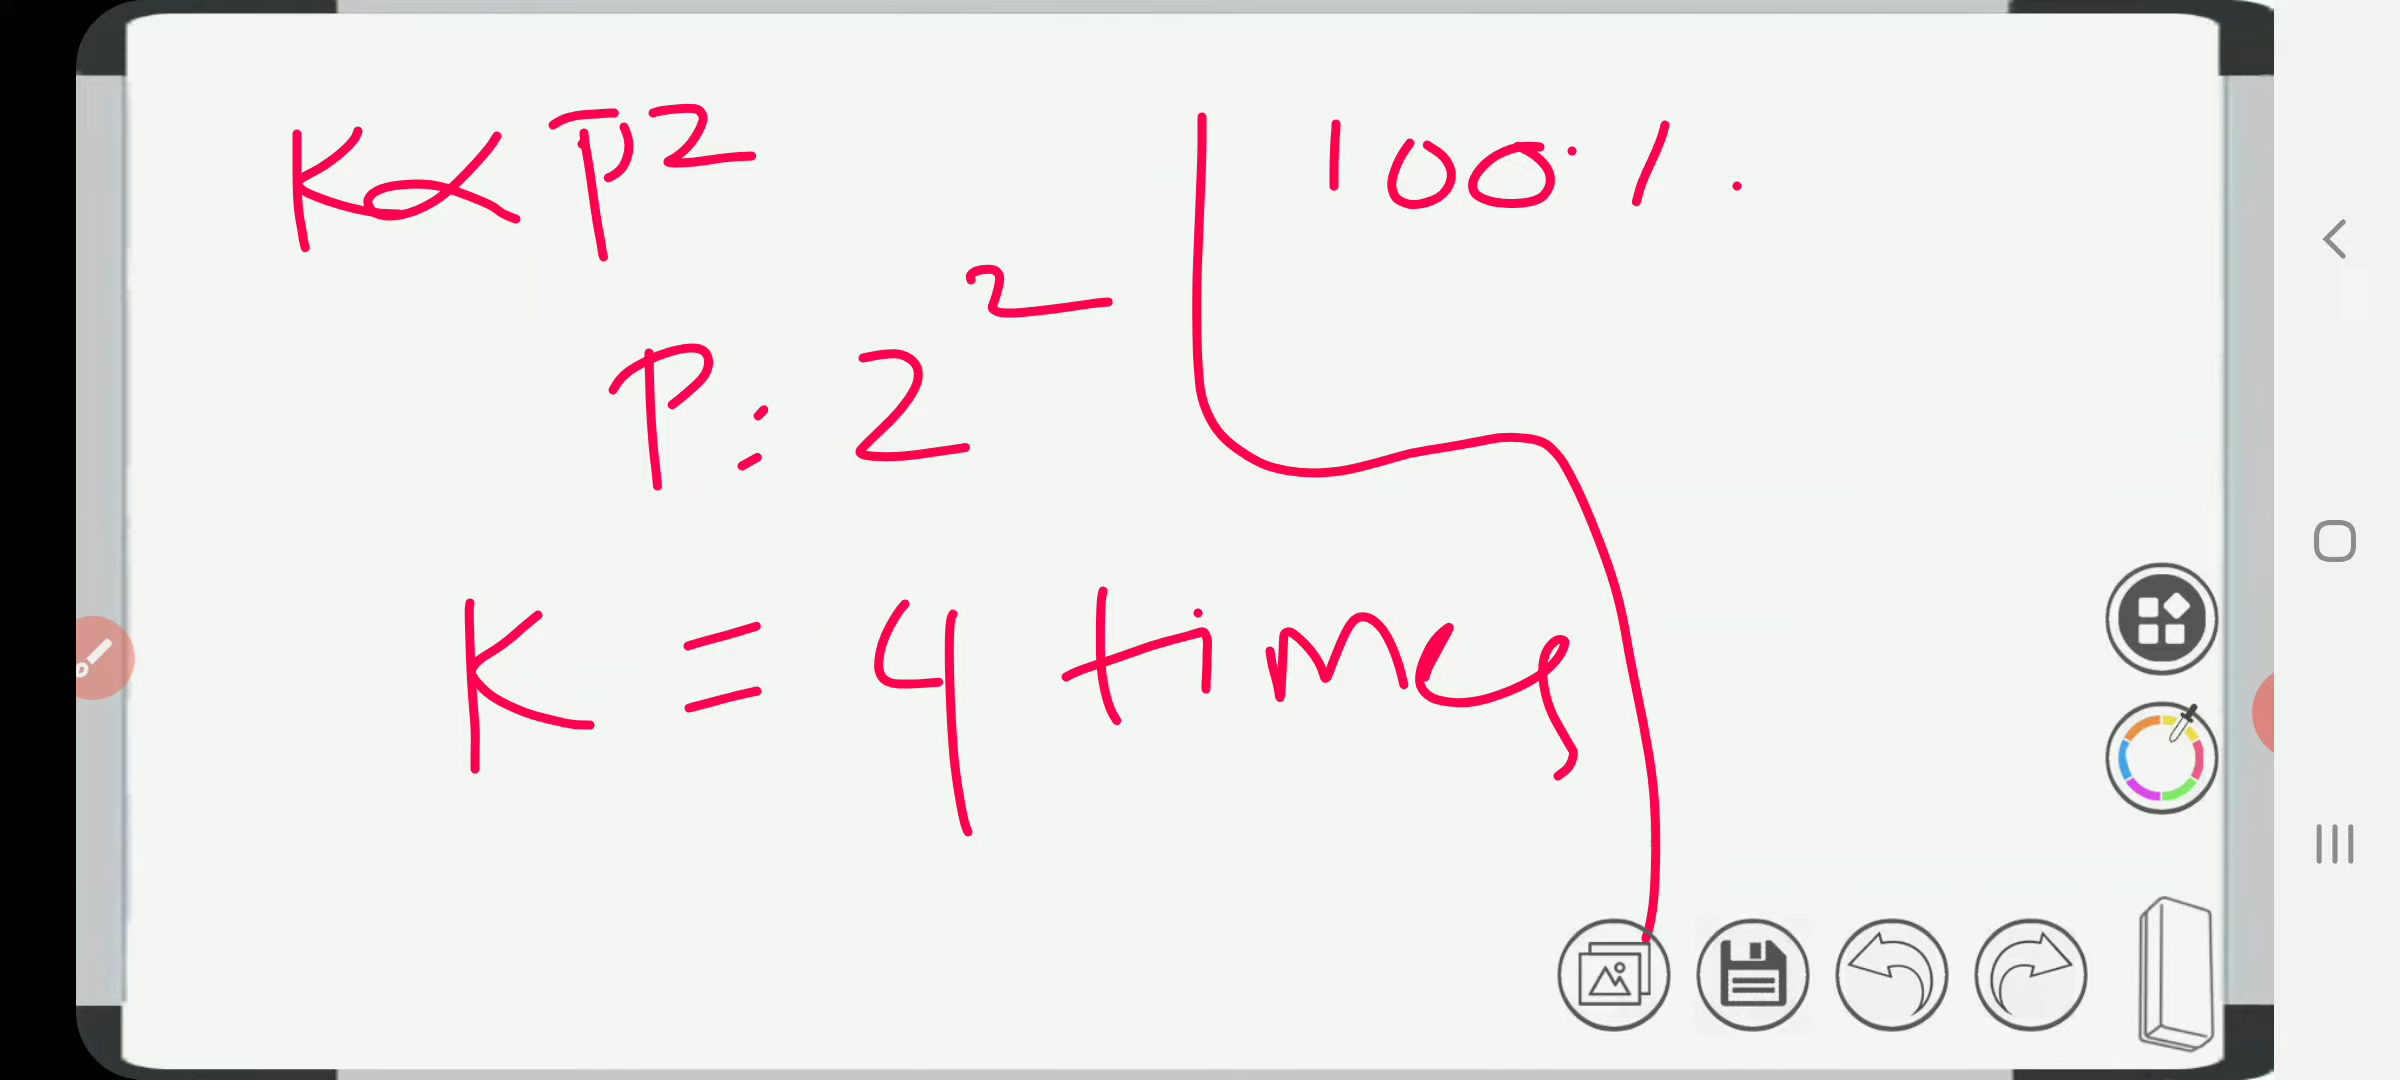 K∝P²
P: 2²
K = 4 times
100%.